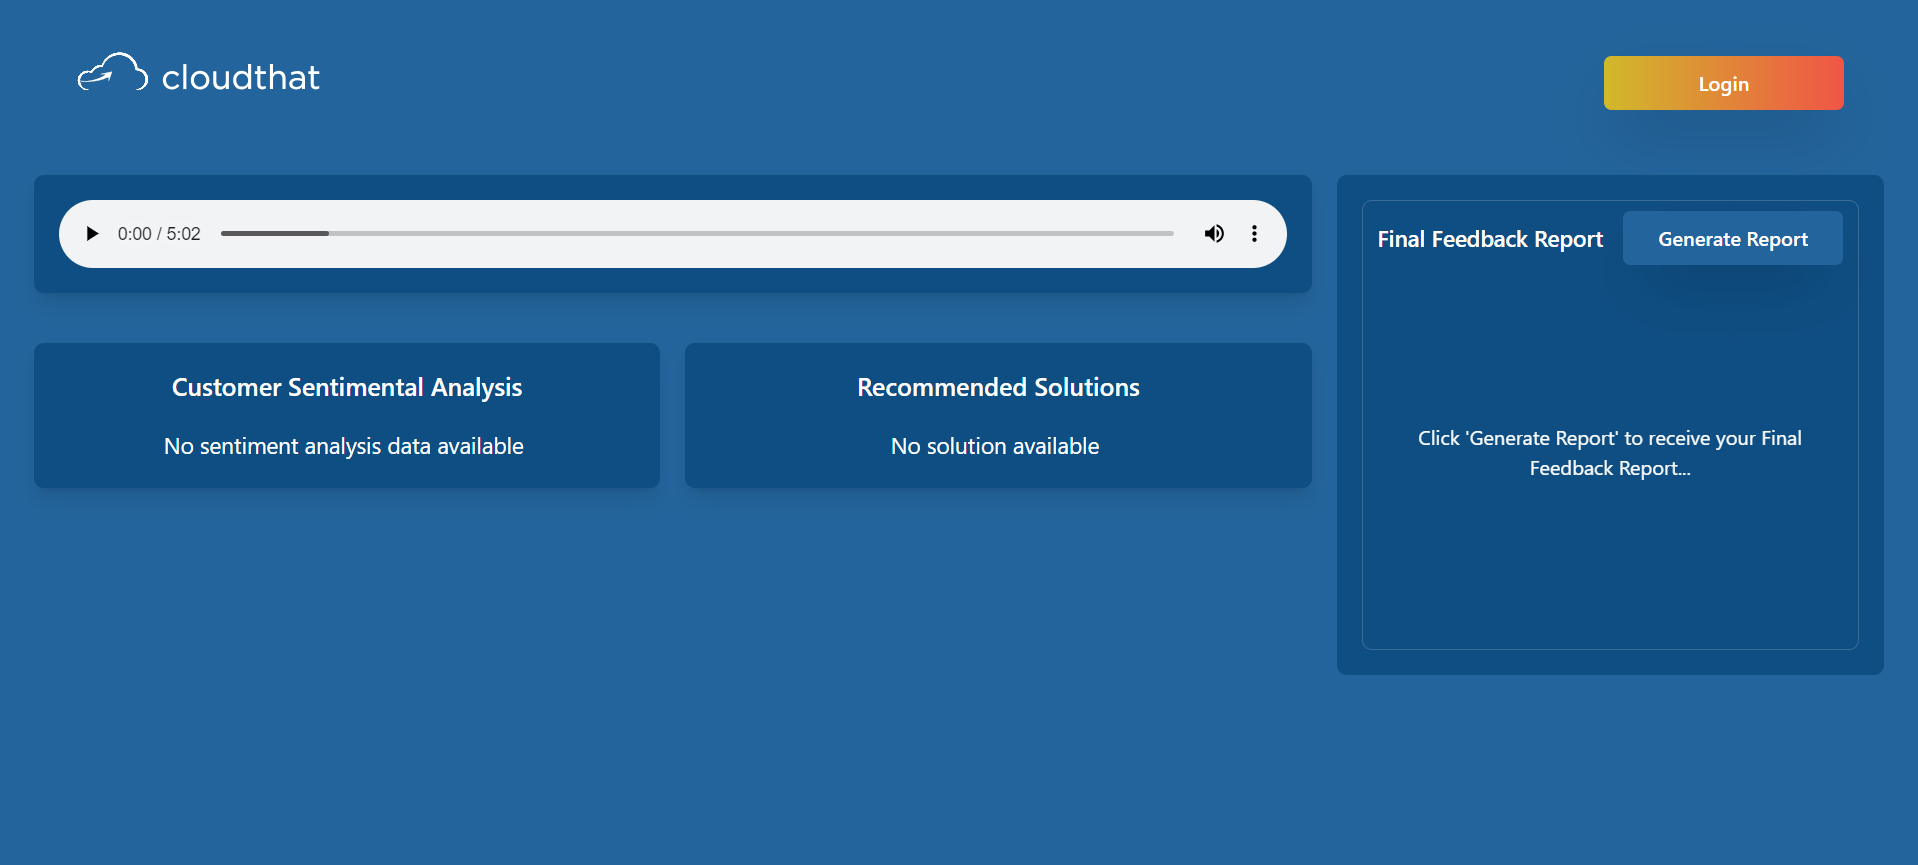 cloudthat
Login
0:00 / 5:02
Final Feedback Report
Generate Report
Customer Sentimental Analysis
No sentiment analysis data available
Recommended Solutions
No solution available
Click 'Generate Report' to receive your Final
Feedback Report...